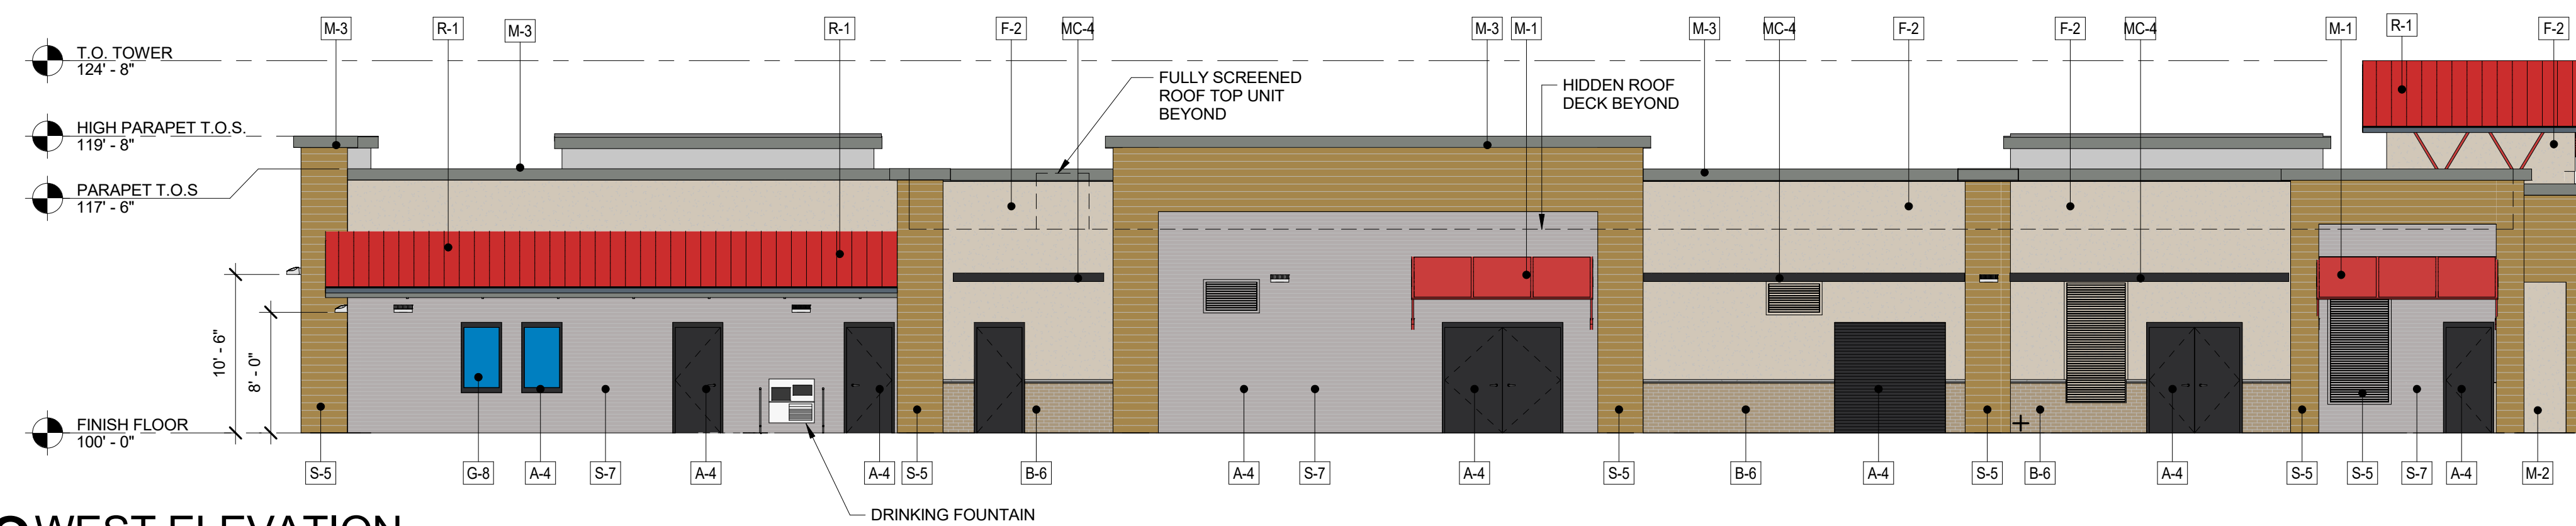 M-3 R-1 M-3 R-1 F-2 MC-4 M-3 M-1 M-3 MC-4 F-2 F-2 MC-4 M-1 R-1 F-2
T.O. TOWER
124' - 8"
FULLY SCREENED
ROOF TOP UNIT
BEYOND
HIDDEN ROOF
DECK BEYOND
HIGH PARAPET T.O.S.
119' - 8"
PARAPET T.O.S
117' - 6"
10' - 6"
8' - 0"
FINISH FLOOR
100' - 0"
S-5 G-8 A-4 S-7 A-4 A-4 S-5 B-6 A-4 S-7 A-4 S-5 B-6 A-4 S-5 B-6 A-4 S-5 S-5 S-7 A-4 M-2
DRINKING FOUNTAIN
WEST ELEVATION